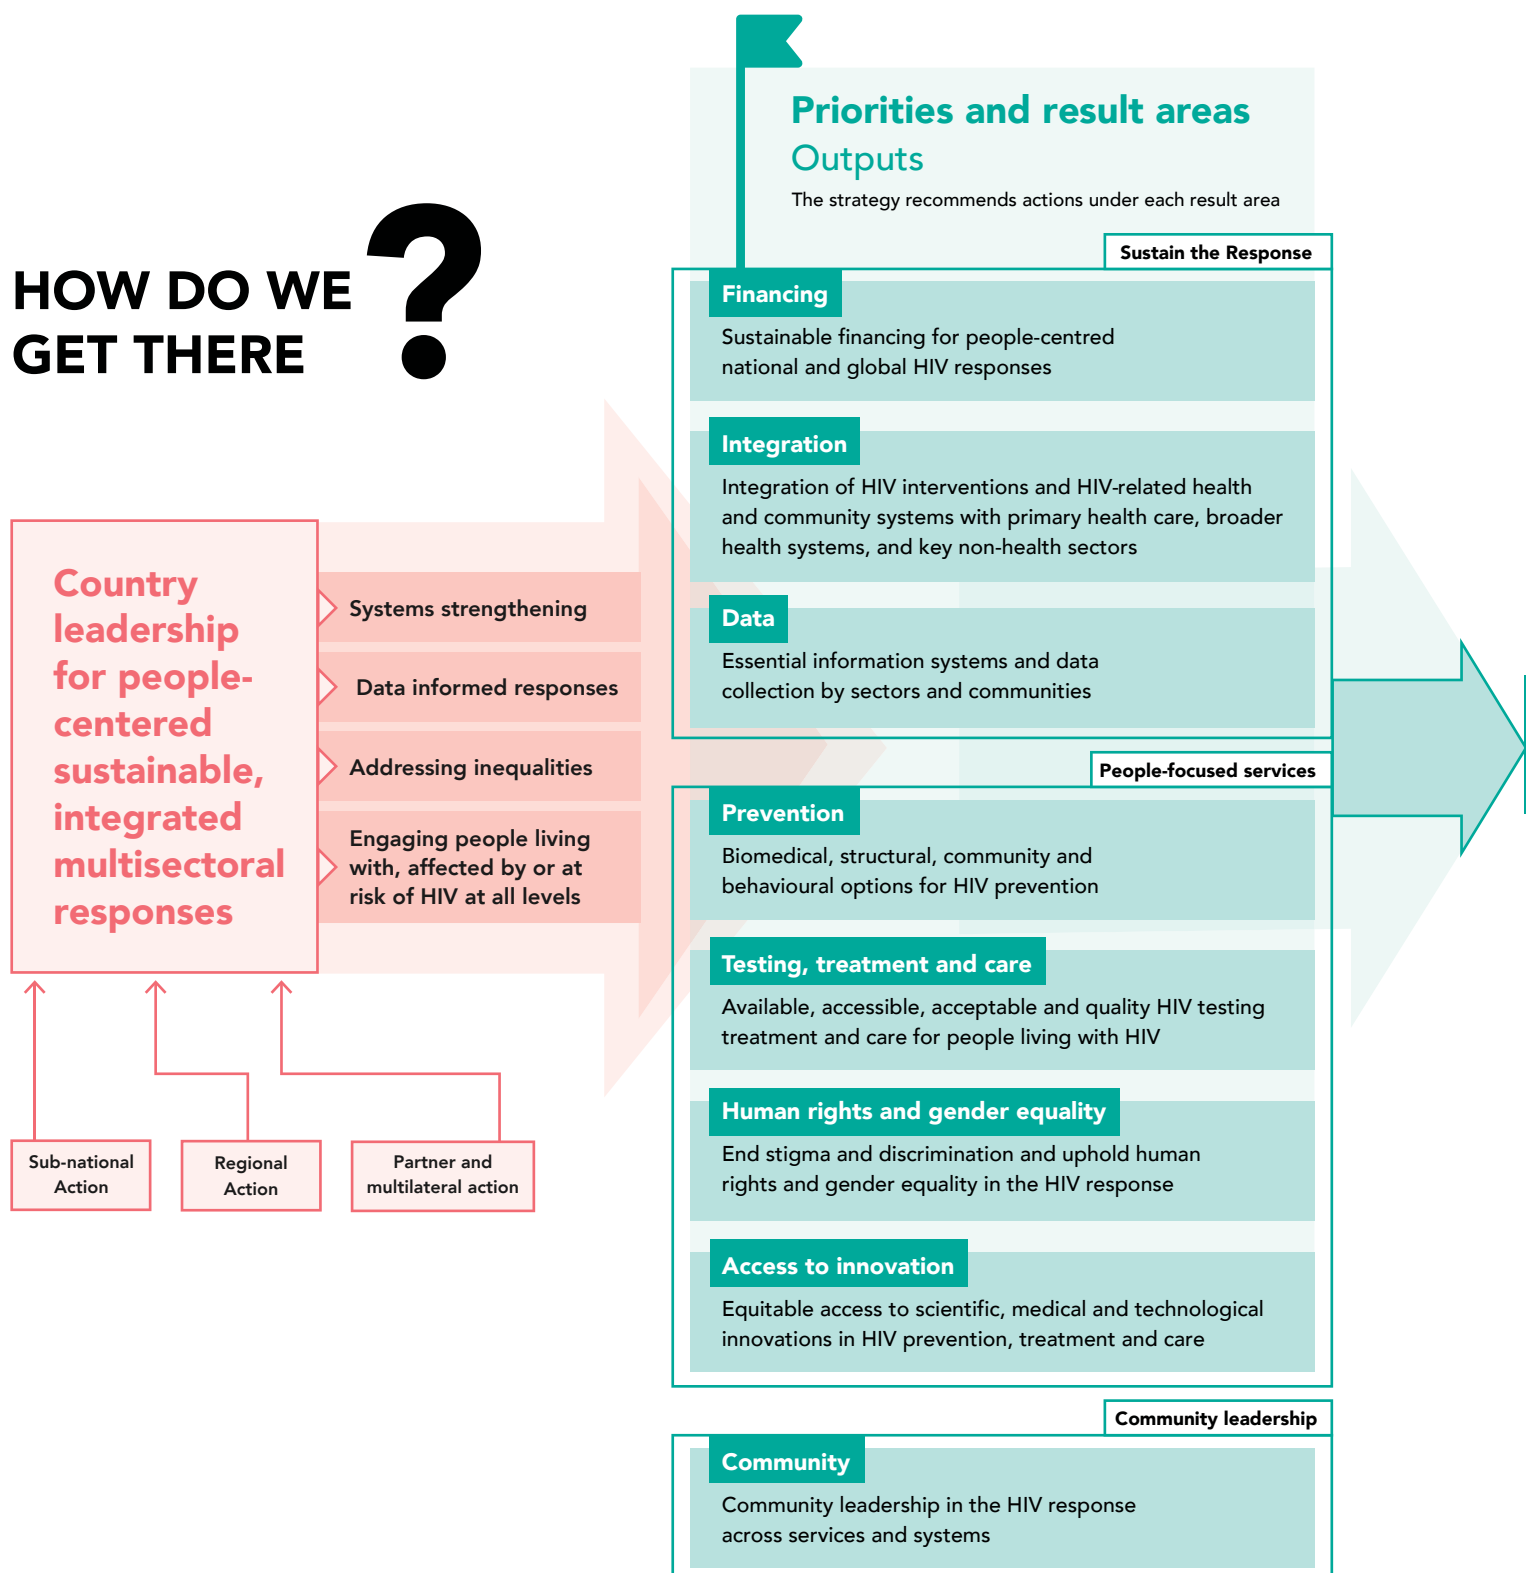 HOW DO WE
GET THERE ?
Country
leadership
for people-
centered
sustainable,
integrated
multisectoral
responses
Systems strengthening
Data informed responses
Addressing inequalities
Engaging people living
with, affected by or at
risk of HIV at all levels
Sub-national
Action
Regional
Action
Partner and
multilateral action
Priorities and result areas
Outputs
The strategy recommends actions under each result area
Sustain the Response
Financing
Sustainable financing for people-centred
national and global HIV responses
Integration
Integration of HIV interventions and HIV-related health
and community systems with primary health care, broader
health systems, and key non-health sectors
Data
Essential information systems and data
collection by sectors and communities
People-focused services
Prevention
Biomedical, structural, community and
behavioural options for HIV prevention
Testing, treatment and care
Available, accessible, acceptable and quality HIV testing
treatment and care for people living with HIV
Human rights and gender equality
End stigma and discrimination and uphold human
rights and gender equality in the HIV response
Access to innovation
Equitable access to scientific, medical and technological
innovations in HIV prevention, treatment and care
Community leadership
Community
Community leadership in the HIV response
across services and systems